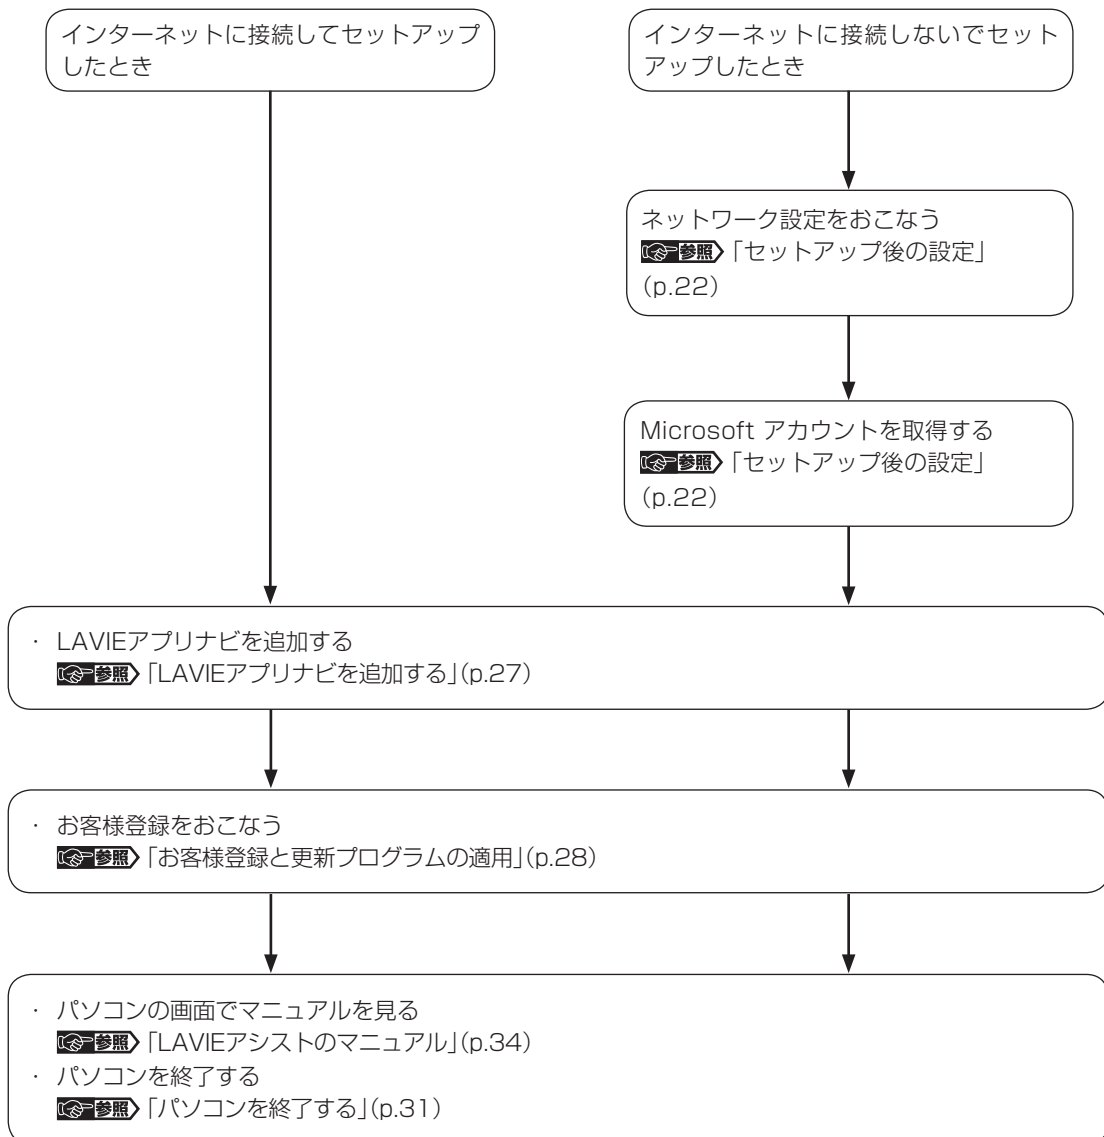 インターネットに接続してセットアップ
したとき
インターネットに接続しないでセット
アップしたとき
ネットワーク設定をおこなう
参照「セットアップ後の設定」
(p.22)
Microsoft アカウントを取得する
参照「セットアップ後の設定」
(p.22)
・ LAVIEアプリナビを追加する
参照「LAVIEアプリナビを追加する」(p.27)
・ お客様登録をおこなう
参照「お客様登録と更新プログラムの適用」(p.28)
・ パソコンの画面でマニュアルを見る
参照「LAVIEアシストのマニュアル」(p.34)
・ パソコンを終了する
参照「パソコンを終了する」(p.31)